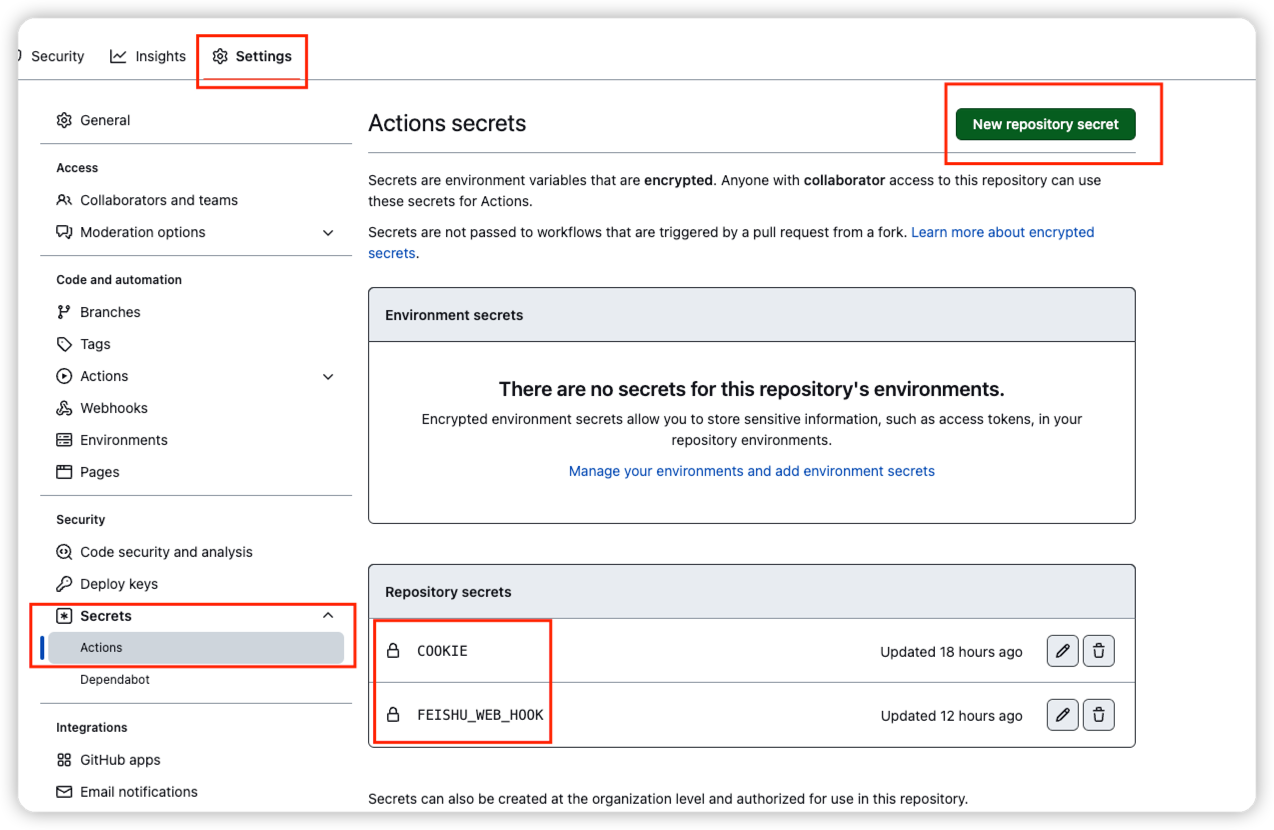 Security
Insights
Settings
General
Access
Collaborators and teams
Moderation options
Code and automation
Branches
Tags
Actions
Webhooks
Environments
Pages
Security
Code security and analysis
Deploy keys
Secrets
Actions
Dependabot
Integrations
GitHub apps
Email notifications
Actions secrets
New repository secret
Secrets are environment variables that are encrypted. Anyone with collaborator access to this repository can use
these secrets for Actions.
Secrets are not passed to workflows that are triggered by a pull request from a fork. Learn more about encrypted
secrets.
Environment secrets
There are no secrets for this repository's environments.
Encrypted environment secrets allow you to store sensitive information, such as access tokens, in your
repository environments.
Manage your environments and add environment secrets
Repository secrets
COOKIE Updated 18 hours ago
FEISHU_WEB_HOOK Updated 12 hours ago
Secrets can also be created at the organization level and authorized for use in this repository.